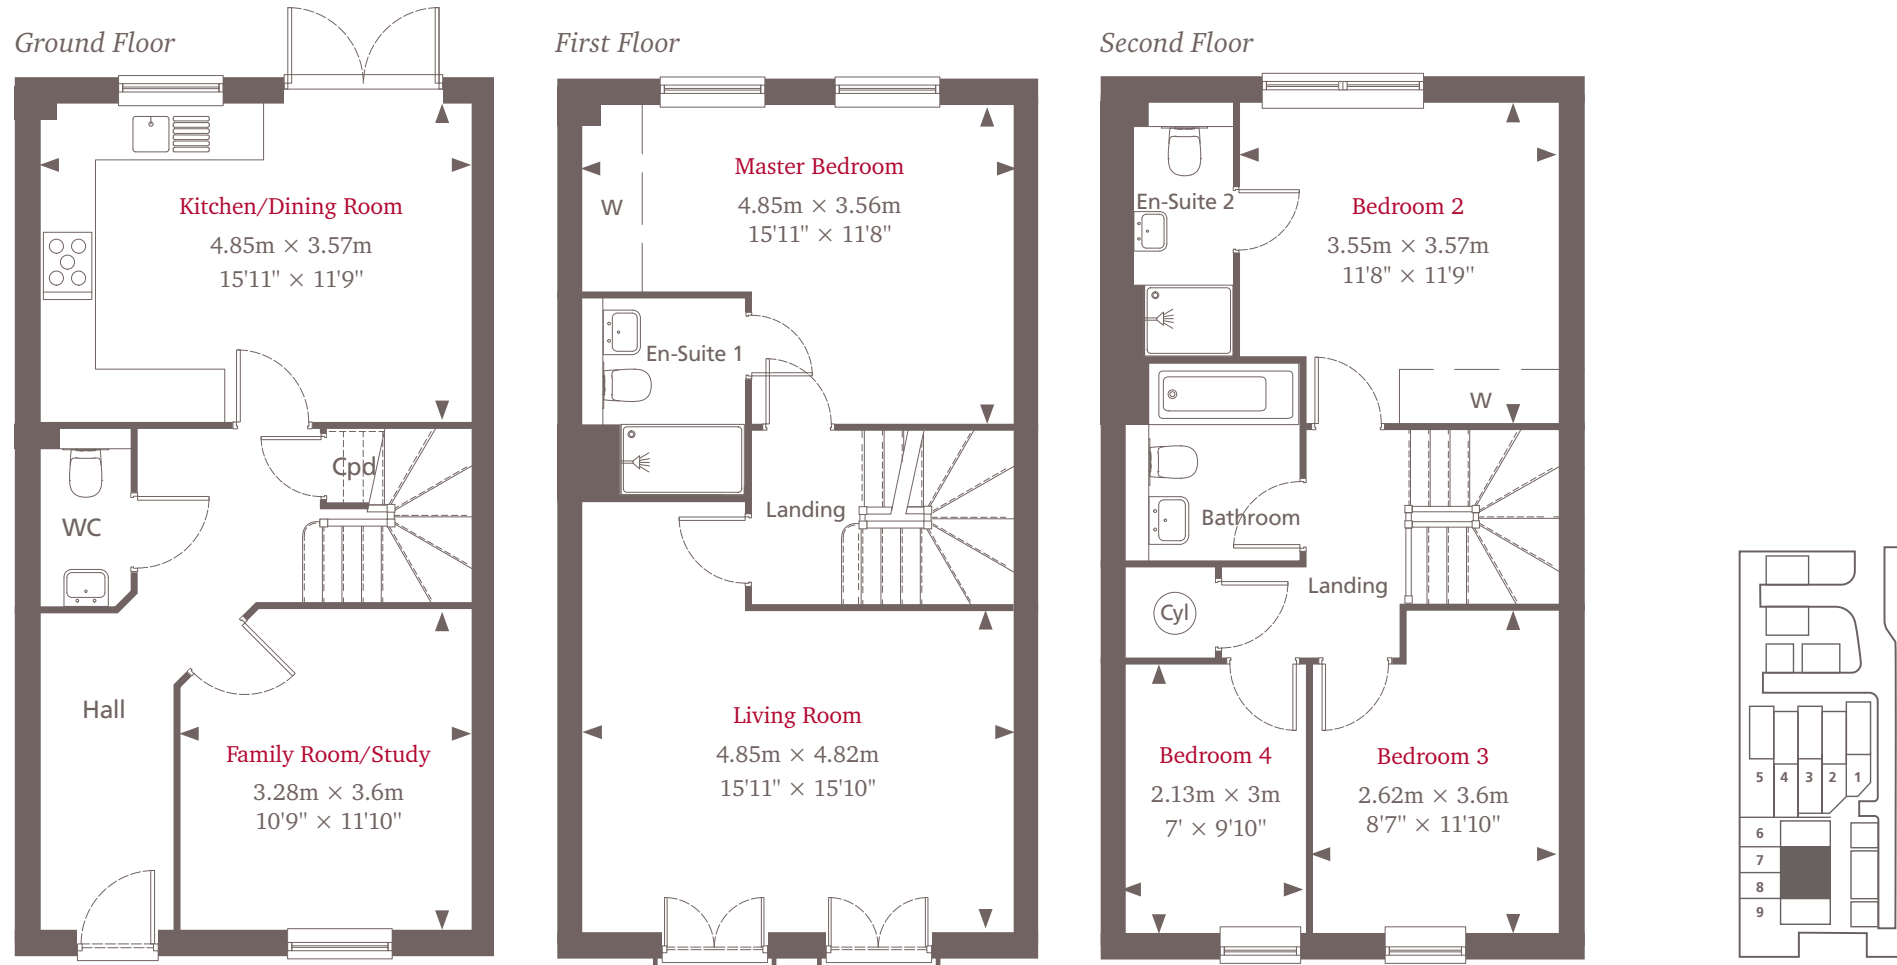 Ground Floor
Kitchen/Dining Room
4.85m × 3.57m
15'11" × 11'9"
Cpd
WC
Hall
Family Room/Study
3.28m × 3.6m
10'9" × 11'10"
First Floor
Master Bedroom
4.85m × 3.56m
15'11" × 11'8"
W
En-Suite 1
Landing
Living Room
4.85m × 4.82m
15'11" × 15'10"
Second Floor
En-Suite 2
Bedroom 2
3.55m × 3.57m
11'8" × 11'9"
W
Bathroom
Landing
Cyl
Bedroom 4
2.13m × 3m
7' × 9'10"
Bedroom 3
2.62m × 3.6m
8'7" × 11'10"
5 4 3 2 1
6
7
8
9